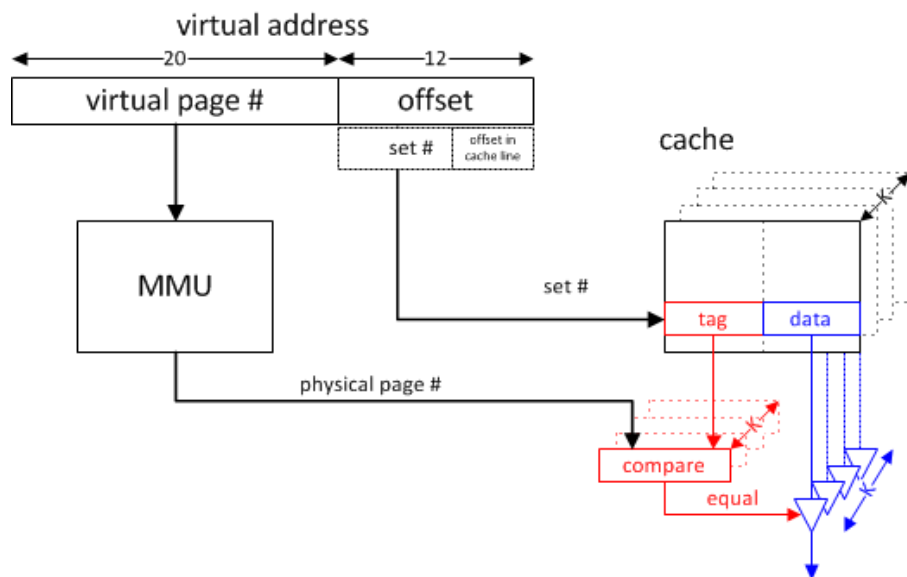 virtual address
20
12
virtual page #
offset
set #
offset in
cache line
cache
K
MMU
set #
tag
data
physical page #
K
compare
equal
K